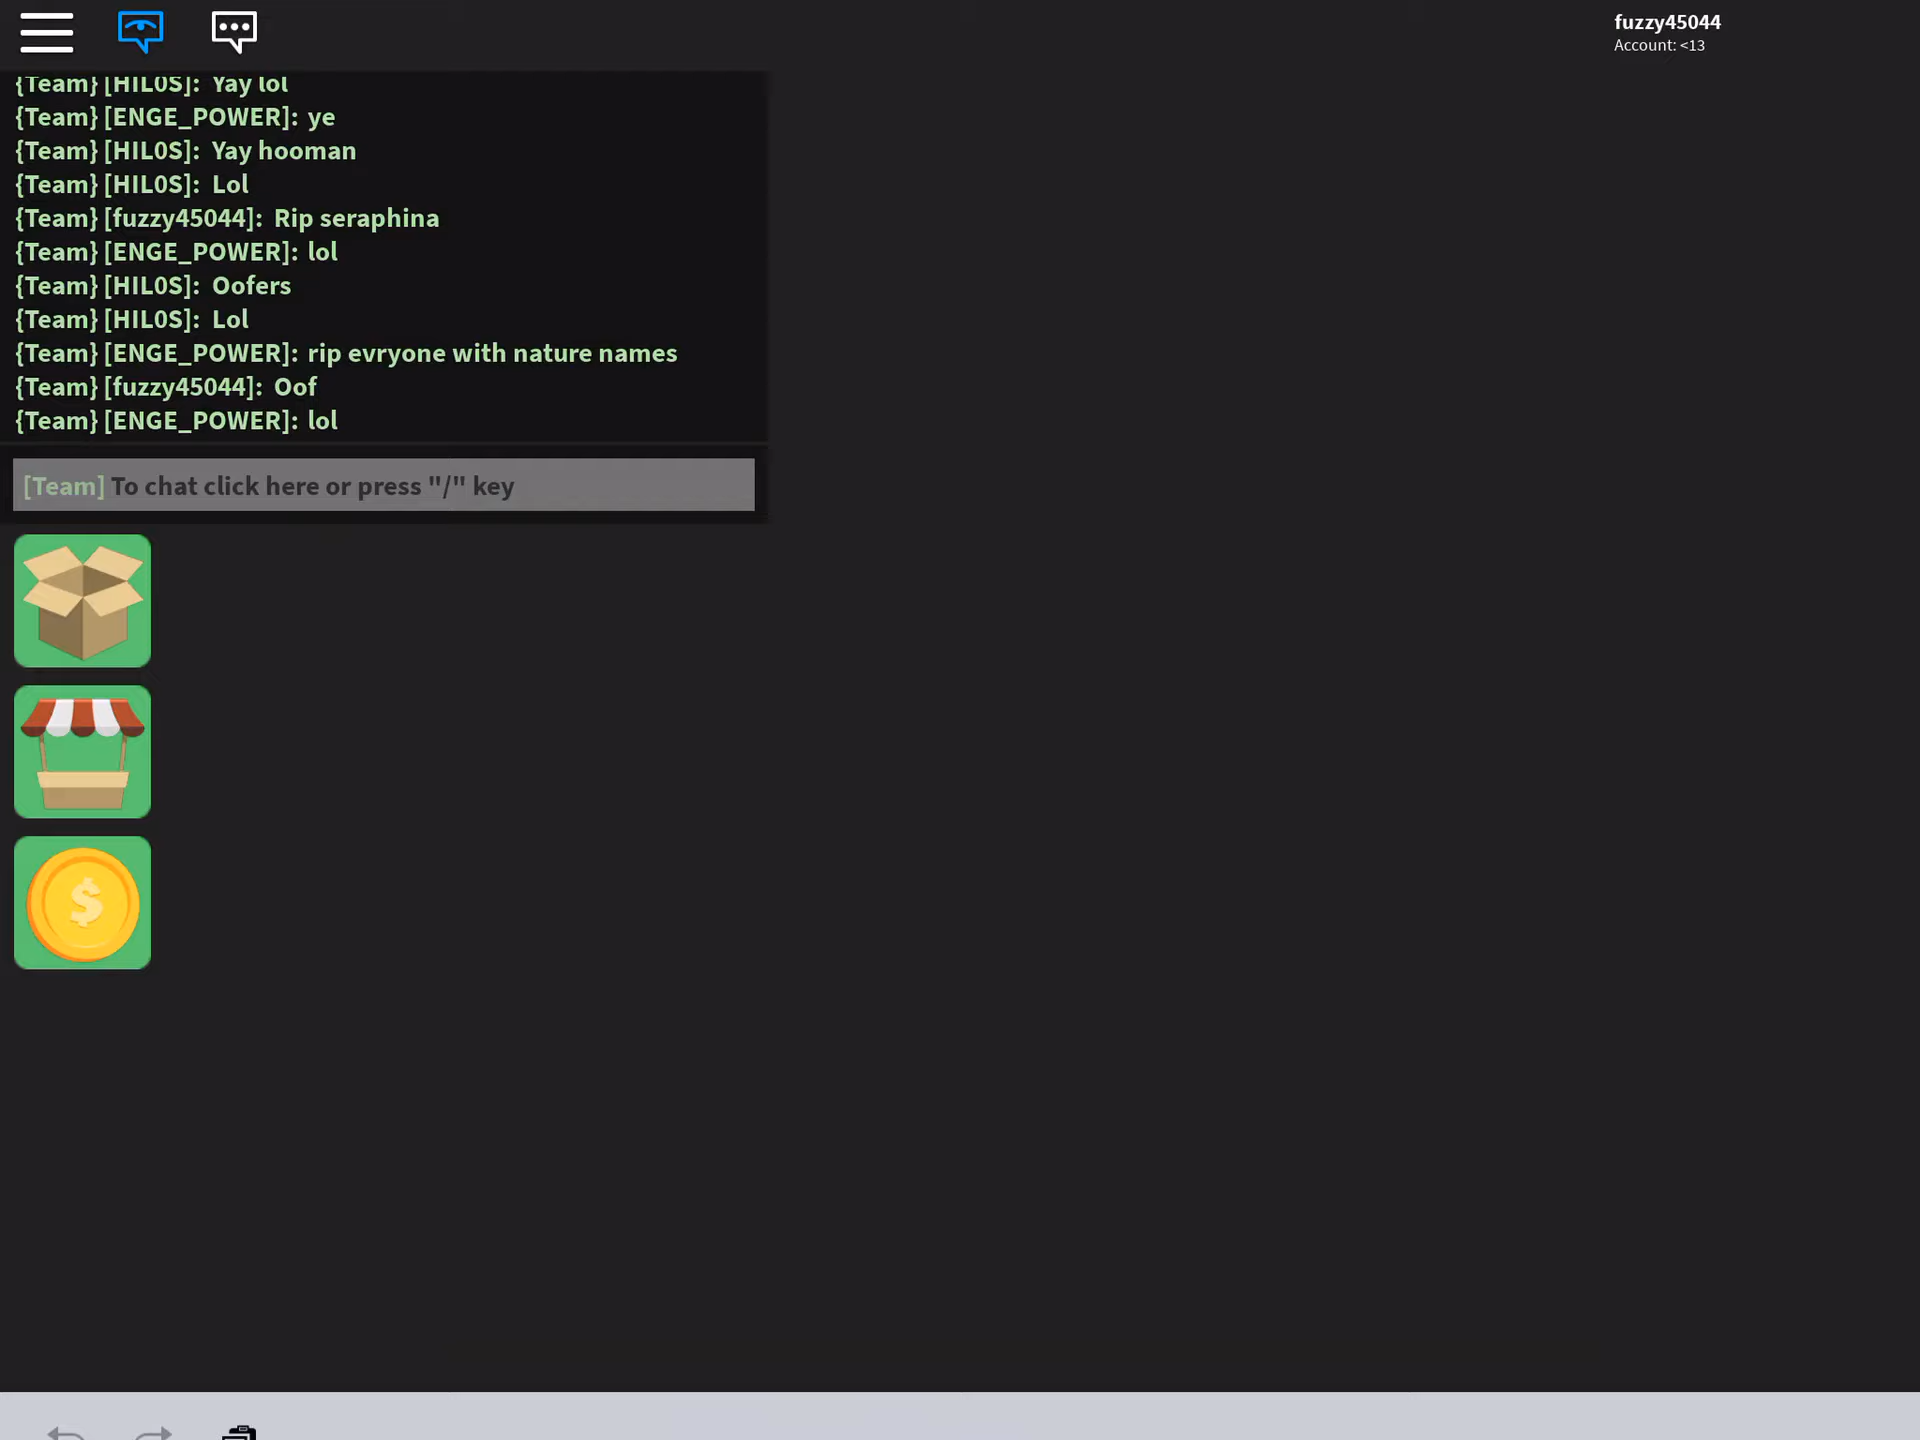 fuzzy45044
Account: <13
{Team} [HIL0S]: Yay lol
{Team} [ENGE_POWER]: ye
{Team} [HIL0S]: Yay hooman
{Team} [HIL0S]: Lol
{Team} [fuzzy45044]: Rip seraphina
{Team} [ENGE_POWER]: lol
{Team} [HIL0S]: Oofers
{Team} [HIL0S]: Lol
{Team} [ENGE_POWER]: rip evryone with nature names
{Team} [fuzzy45044]: Oof
{Team} [ENGE_POWER]: lol
[Team] To chat click here or press "/" key
$